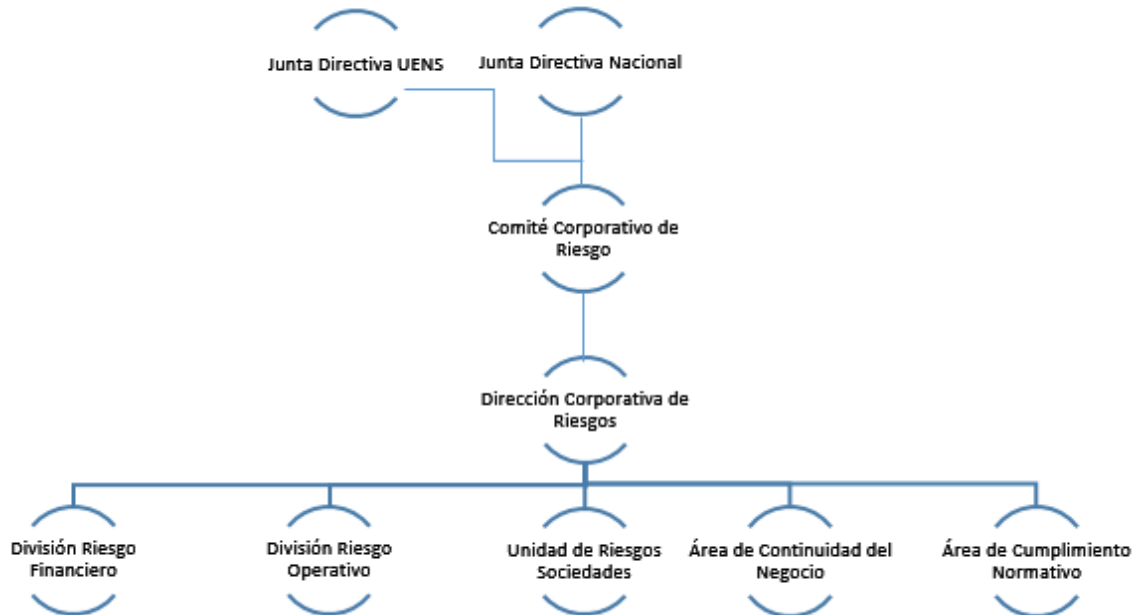 Junta Directiva UENS
Junta Directiva Nacional
Comité Corporativo de
Riesgo
Dirección Corporativa de
Riesgos
División Riesgo
Financiero
División Riesgo
Operativo
Unidad de Riesgos
Sociedades
Área de Continuidad del
Negocio
Área de Cumplimiento
Normativo